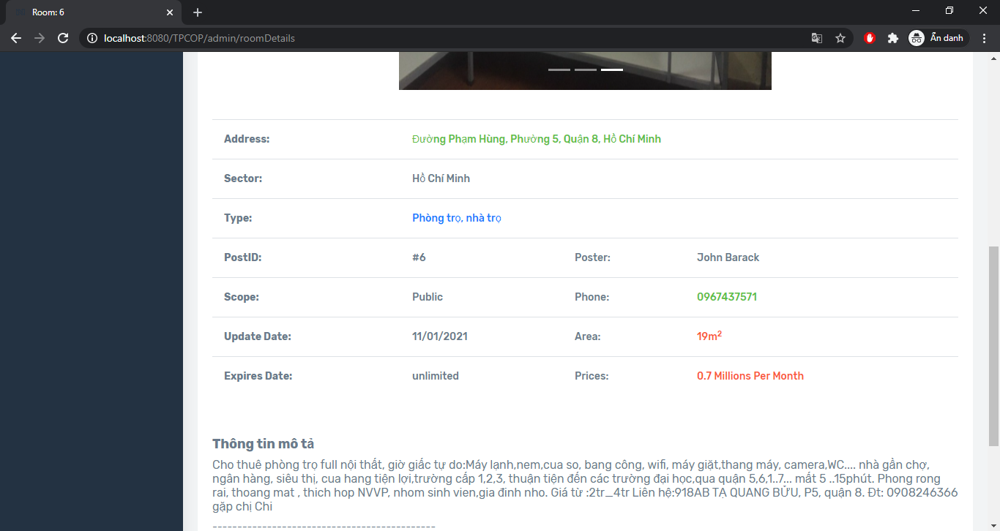 Room: 6
localhost:8080/TPCOP/admin/roomDetails
Ẩn danh
Address: Đường Phạm Hùng, Phường 5, Quận 8, Hồ Chí Minh
Sector: Hồ Chí Minh
Type: Phòng trọ, nhà trọ
PostID: #6 Poster: John Barack
Scope: Public Phone: 0967437571
Update Date: 11/01/2021 Area: 19m²
Expires Date: unlimited Prices: 0.7 Millions Per Month
Thông tin mô tả
Cho thuê phòng trọ full nội thất, giờ giấc tự do:Máy lạnh,nem,cua so, bang công, wifi, máy giặt,thang máy, camera,WC.... nhà gần chợ,
ngân hàng, siêu thị, cua hang tiện lợi,trường cấp 1,2,3, thuận tiện đến các trường đại học,qua quận 5,6,1..7... mất 5 ..15phút. Phong rong
rai, thoang mat , thich hop NVVP, nhom sinh vien,gia đinh nho. Giá từ :2tr_4tr Liên hệ:918AB TẠ QUANG BỬU, P5, quận 8. Đt: 0908246366
gặp chị Chi
---------------------------------------------